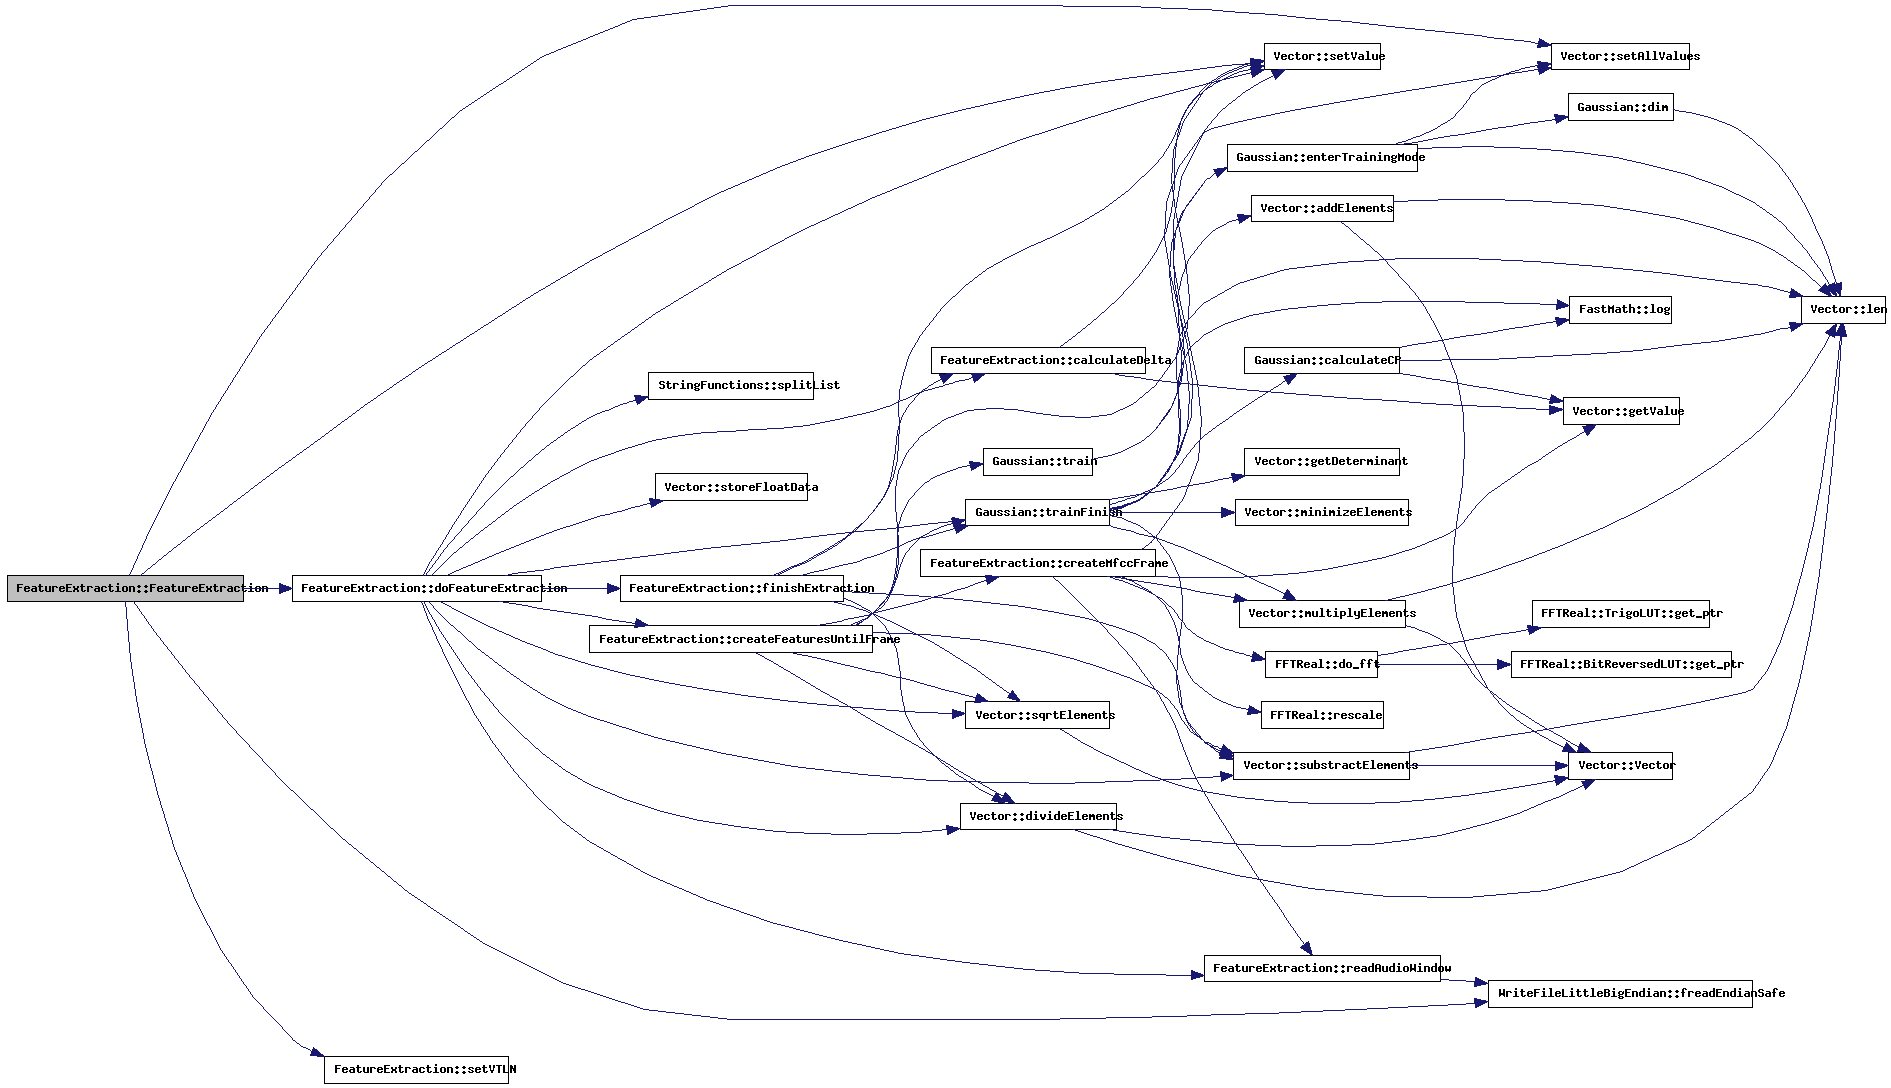 Vector::setValue
Vector::setAllValues
Gaussian::dim
Gaussian::enterTrainingMode
Vector::addElements
Vector::len
FastMath::log
FeatureExtraction::calculateDelta
Gaussian::calculateCP
StringFunctions::splitList
Vector::getValue
Gaussian::train
Vector::getDeterminant
Vector::storeFloatData
Gaussian::trainFinish
Vector::minimizeElements
FeatureExtraction::createMfccFrame
FeatureExtraction::FeatureExtraction
FeatureExtraction::doFeatureExtraction
FeatureExtraction::finishExtraction
Vector::multiplyElements
FFTReal::TrigoLUT::get_ptr
FeatureExtraction::createFeaturesUntilFrame
FFTReal::do_fft
FFTReal::BitReversedLUT::get_ptr
Vector::sqrtElements
FFTReal::rescale
Vector::substractElements
Vector::Vector
Vector::divideElements
FeatureExtraction::readAudioWindow
WriteFileLittleBigEndian::freadEndianSafe
FeatureExtraction::setVTLN